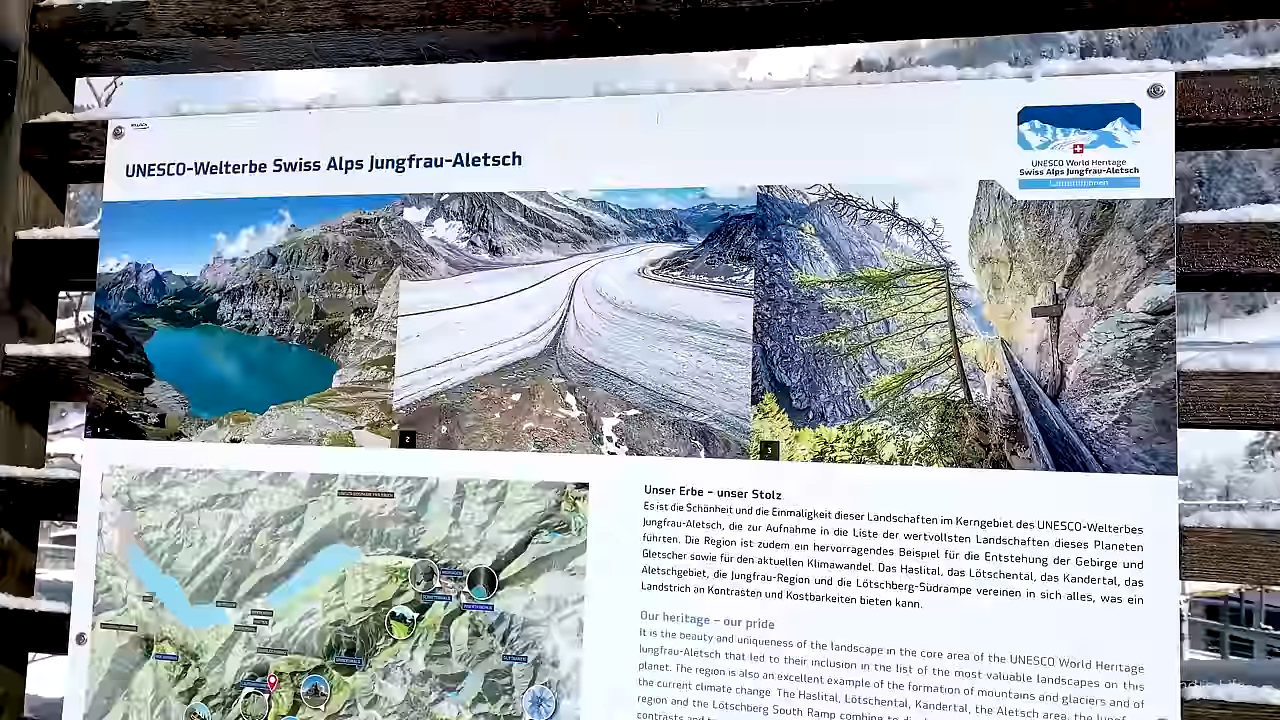 UNESCO-Welterbe Swiss Alps Jungfrau-Aletsch
UNESCO World Heritage
Swiss Alps Jungfrau-Aletsch
Lauterbrunnen
2
3
Unser Erbe – unser Stolz
Es ist die Schönheit und die Einmaligkeit dieser Landschaften im Kerngebiet des UNESCO-Welterbes
Jungfrau-Aletsch, die zur Aufnahme in die Liste der wertvollsten Landschaften dieses Planeten
führten. Die Region ist zudem ein hervorragendes Beispiel für die Entstehung der Gebirge und
Gletscher sowie für den aktuellen Klimawandel. Das Haslital, das Lötschental, das Kandertal, das
Aletschgebiet, die Jungfrau-Region und die Lötschberg-Südrampe vereinen in sich alles, was ein
Landstrich an Kontrasten und Kostbarkeiten bieten kann.
Our heritage – our pride
It is the beauty and uniqueness of the landscape in the core area of the UNESCO World Heritage
Jungfrau-Aletsch that led to their inclusion in the list of the most valuable landscapes on this
planet. The region is also an excellent example of the formation of mountains and glaciers and of
the current climate change. The Haslital, Lötschental, Kandertal, the Aletsch area, the
region and the Lötschberg South Ramp combine to
contrasts and